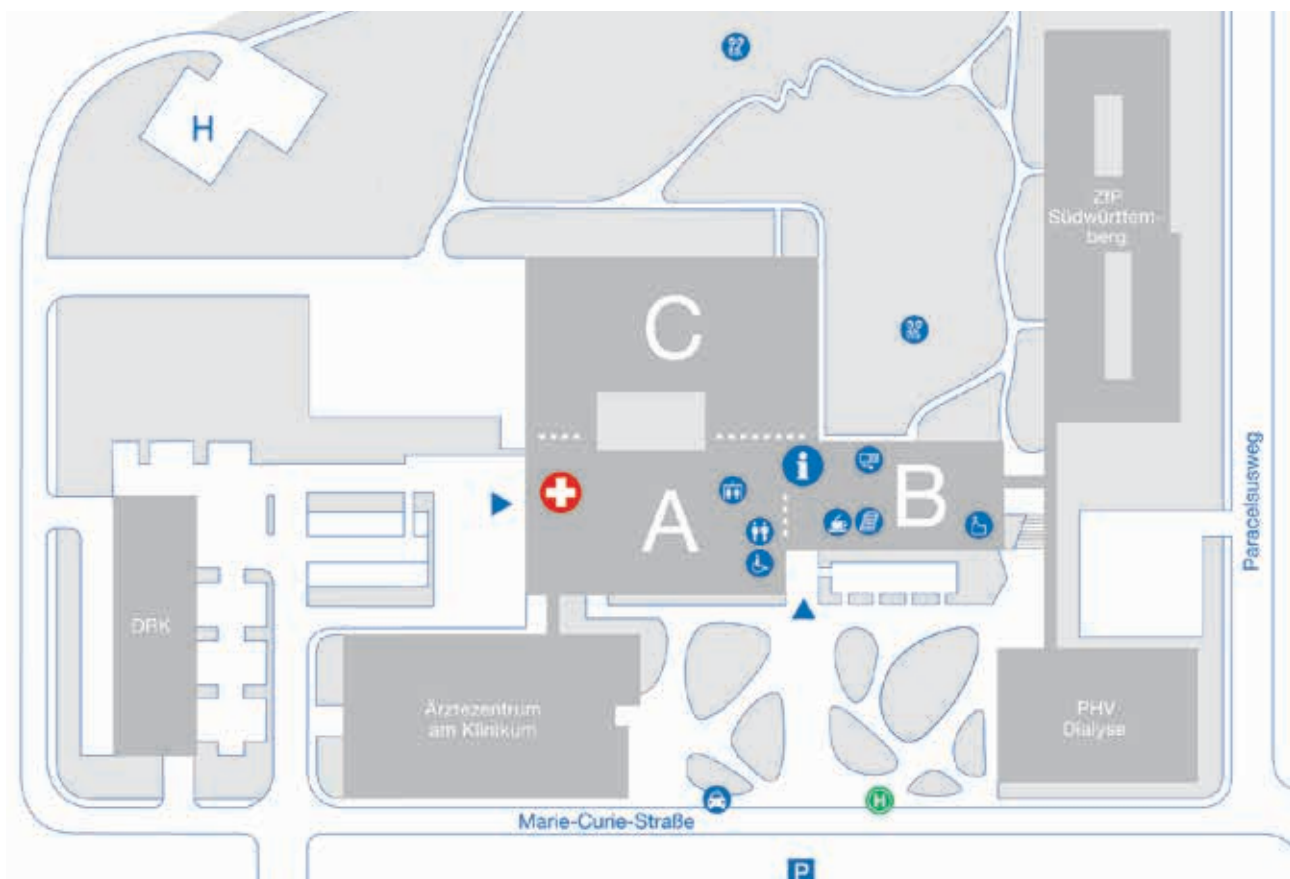 H
ZfP
Südwürttem-
berg
C
i
A
B
Paracelsusweg
DRK
Ärztezentrum
am Klinikum
PHV
Dialyse
H
Marie-Curie-Straße
P